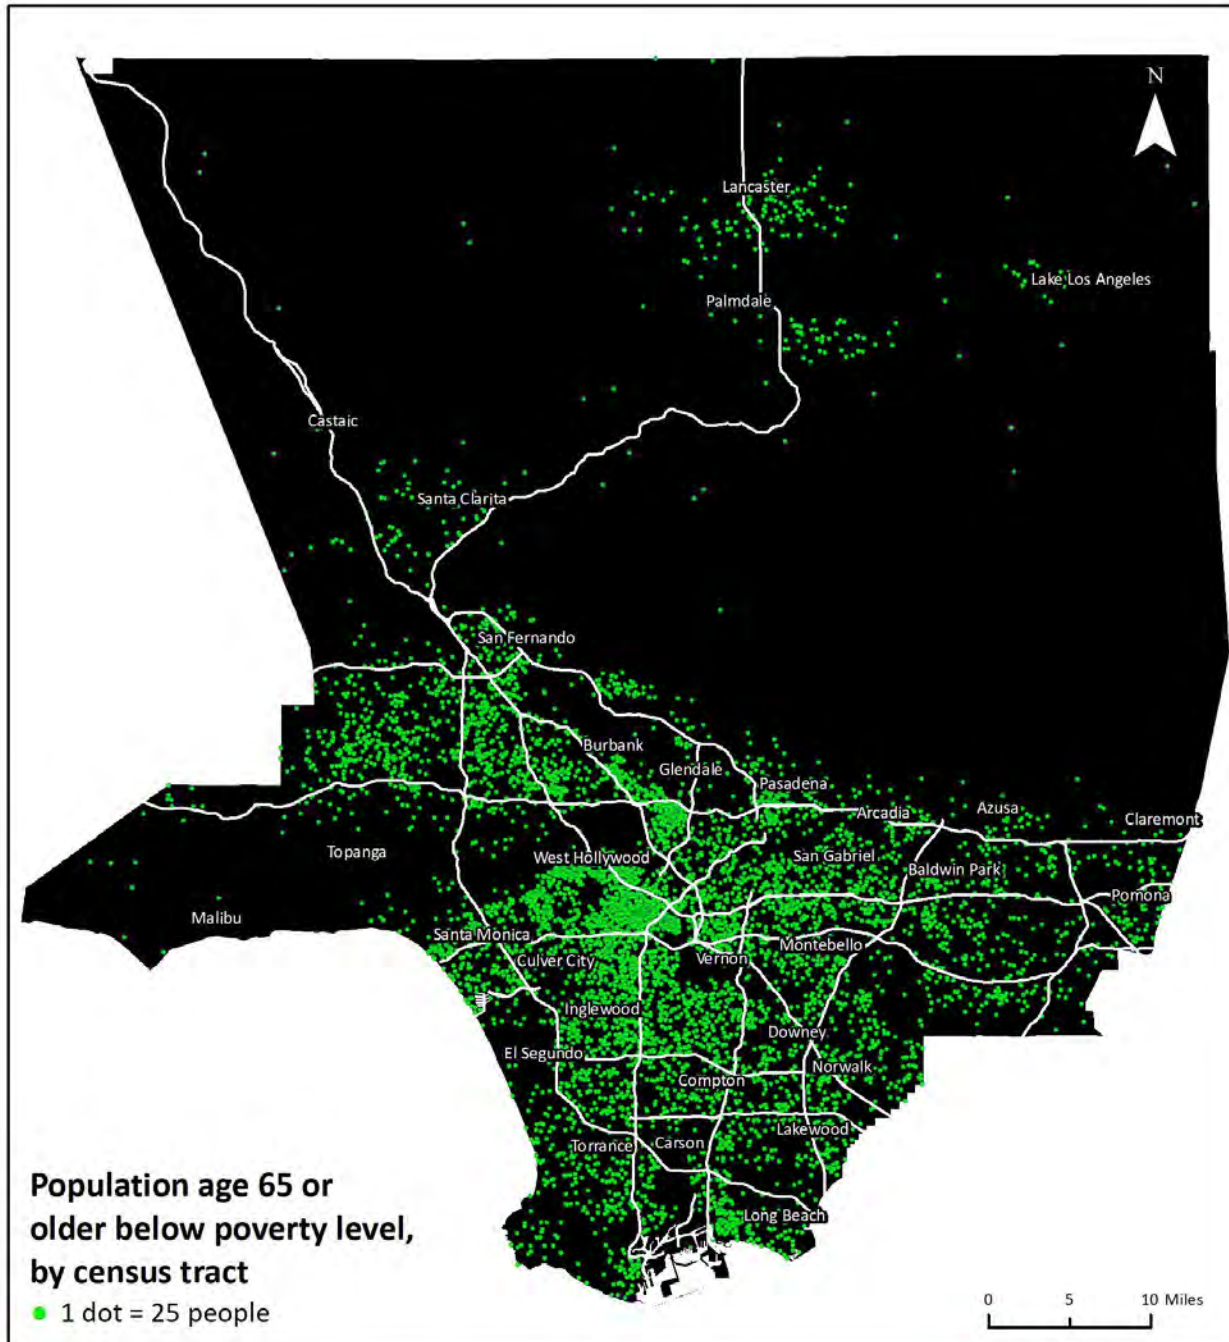 N
Lancaster
Lake Los Angeles
Palmdale
Castaic
Santa Clarita
San Fernando
Burbank
Glendale
Pasadena
Arcadia
Azusa
Claremont
Topanga
West Hollywood
San Gabriel
Baldwin Park
Pomona
Malibu
Santa Monica
Montebello
Culver City
Vernon
Inglewood
Downey
El Segundo
Norwalk
Compton
Lakewood
Torrance
Carson
Long Beach
Population age 65 or
older below poverty level,
by census tract
1 dot = 25 people
0 5 10 Miles